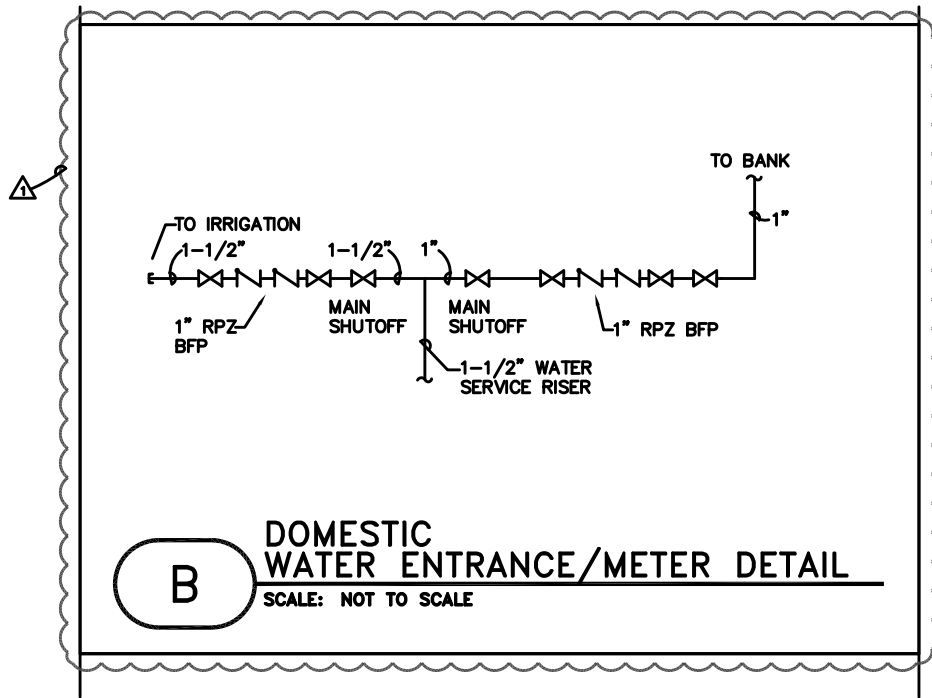 TO BANK
1
1"
TO IRRIGATION
1-1/2"
1-1/2"
1"
MAIN
SHUTOFF
MAIN
SHUTOFF
1" RPZ
BFP
1" RPZ BFP
1-1/2" WATER
SERVICE RISER
B
DOMESTIC
WATER ENTRANCE/METER DETAIL
SCALE: NOT TO SCALE